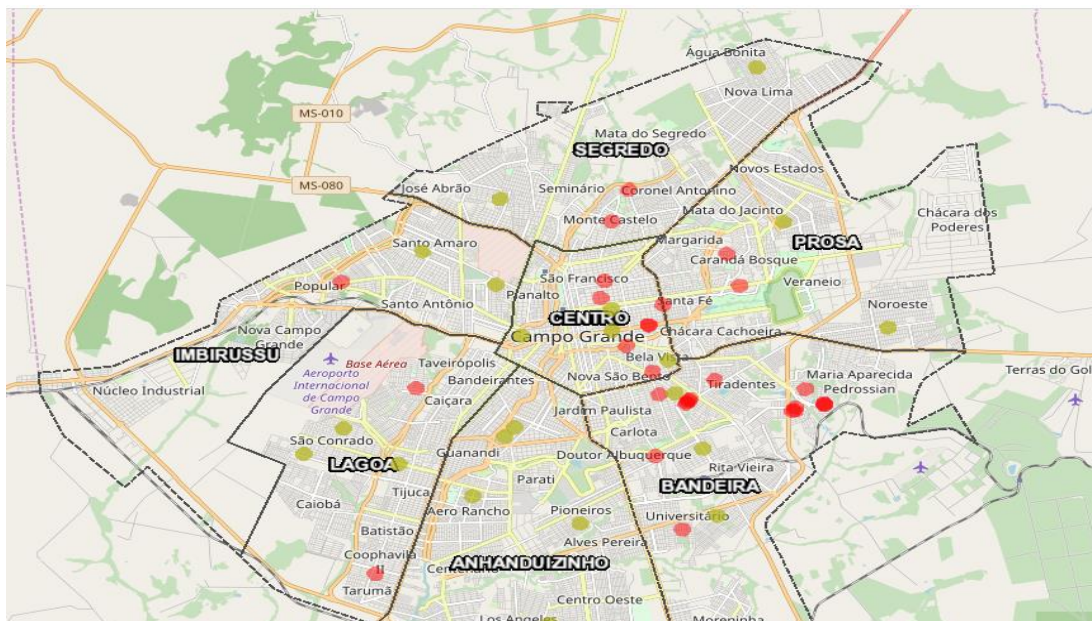 Água Bonita
Nova Lima
MS-010
Mata do Segredo
SEGREDO
Novos Estados
MS-080
José Abrão
Seminário
Coronel Antonino
Mata do Jacinto
Monte Castelo
Chácara dos
Poderes
Santo Amaro
Margarida
PROSA
Carandá Bosque
São Francisco
Popular
Planalto
Veraneio
Santo Antônio
Santa Fé
Noroeste
CENTRO
Nova Campo
Grande
Campo Grande
Chácara Cachoeira
IMBIRUSSU
Base Aérea
Taveirópolis
Bela Vista
Aeroporto
Internacional
de Campo
Grande
Bandeirantes
Nova São Bento
Tiradentes
Maria Aparecida
Pedrossian
Terras do Gol
Núcleo Industrial
Caiçara
Jardim Paulista
Carlota
São Conrado
Guanandi
Doutor Albuquerque
LAGOA
Rita Vieira
Parati
BANDEIRA
Caiobá
Tijuca
Aero Rancho
Pioneiros
Universitário
Batistão
Alves Pereira
Coophavila
II
ANHANDUIZINHO
Centenário
Tarumã
Centro Oeste
Los Angeles
Moreninha